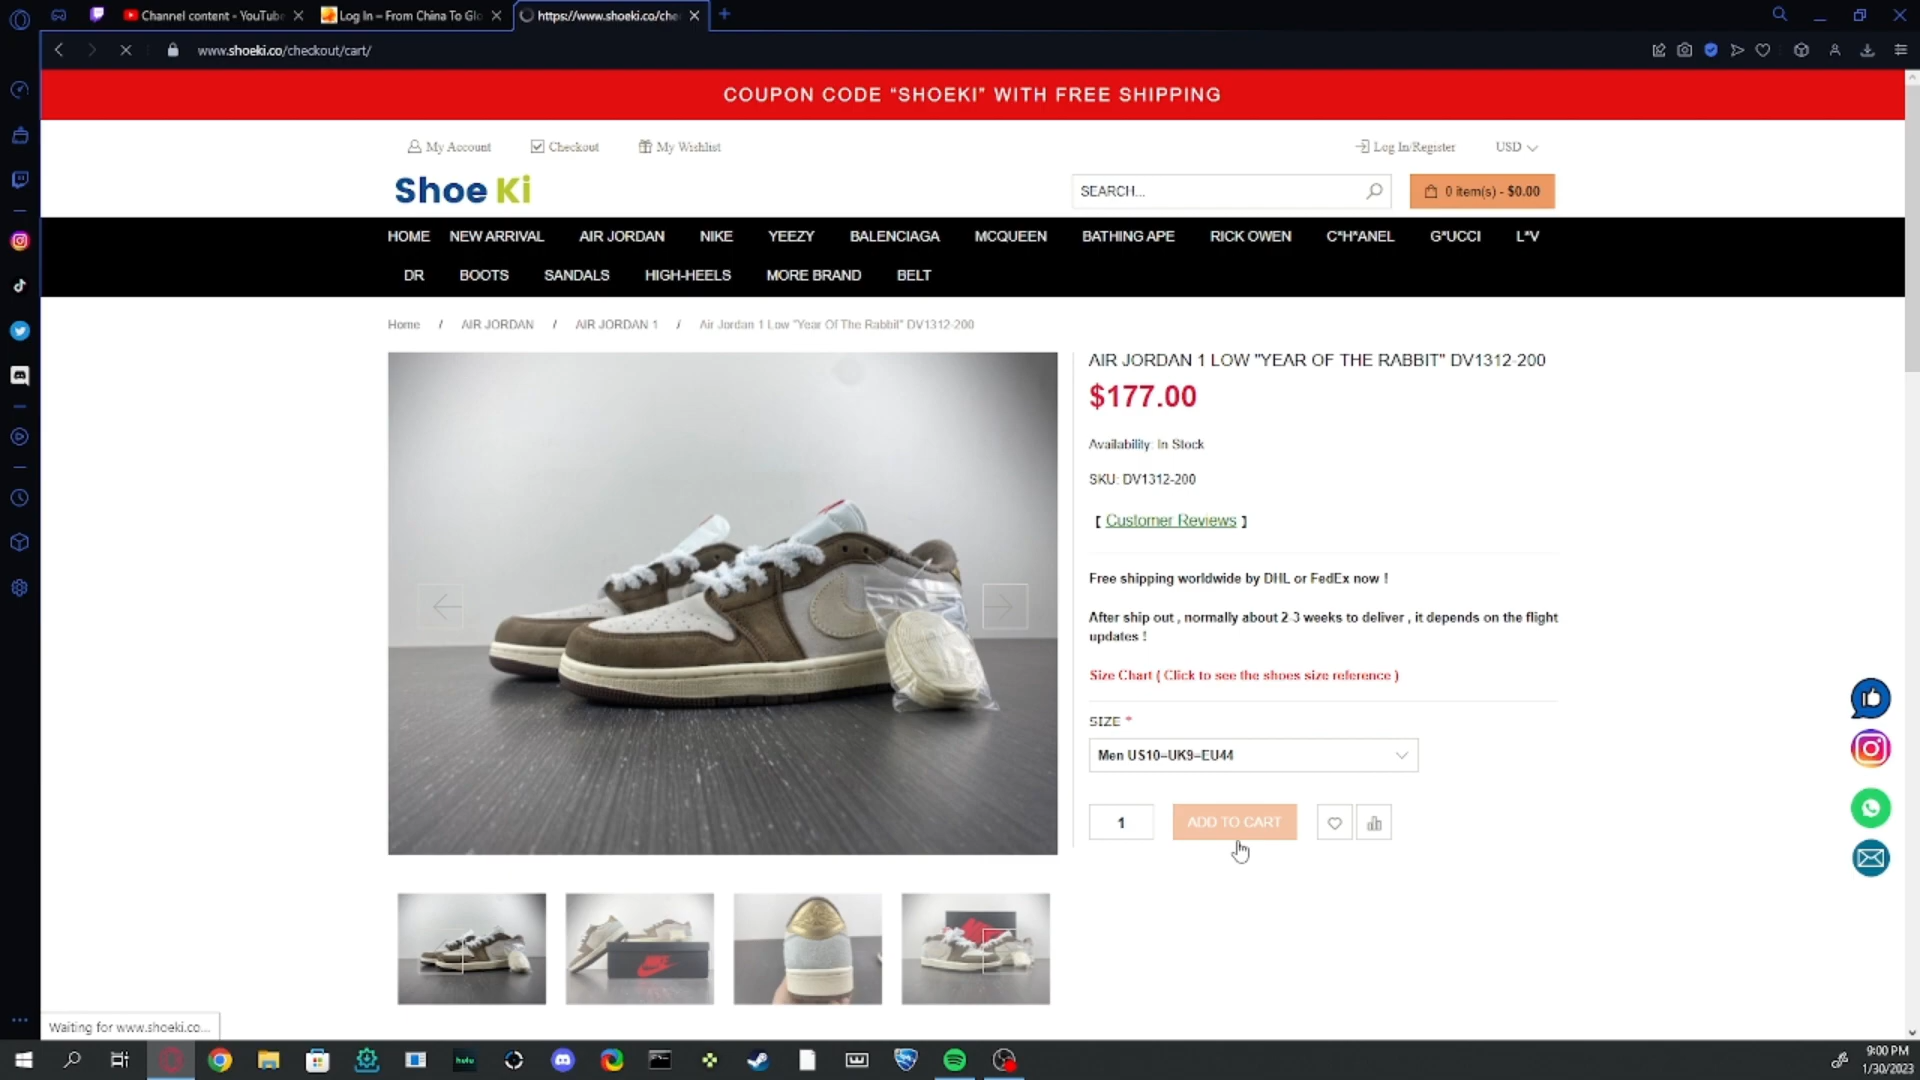 Channel content - YouTube
Log In – From China To Glo
https://www.shoeki.co/che
www.shoeki.co/checkout/cart/
COUPON CODE “SHOEKI” WITH FREE SHIPPING
My Account
Checkout
My Wishlist
Log In/Register
USD
Shoe Ki
SEARCH...
0 item(s) - $0.00
HOME NEW ARRIVAL AIR JORDAN NIKE YEEZY BALENCIAGA MCQUEEN BATHING APE RICK OWEN C*H*ANEL G*UCCI L*V
DR BOOTS SANDALS HIGH-HEELS MORE BRAND BELT
Home / AIR JORDAN / AIR JORDAN 1 / Air Jordan 1 Low "Year Of The Rabbit" DV1312-200
AIR JORDAN 1 LOW "YEAR OF THE RABBIT" DV1312-200
$177.00
Availability: In Stock
SKU: DV1312-200
[ Customer Reviews ]
Free shipping worldwide by DHL or FedEx now !
After ship out , normally about 2-3 weeks to deliver , it depends on the flight
updates !
Size Chart ( Click to see the shoes size reference )
SIZE *
Men US10=UK9=EU44
1
ADD TO CART
Waiting for www.shoeki.co...
hulu
9:00 PM
1/30/2023